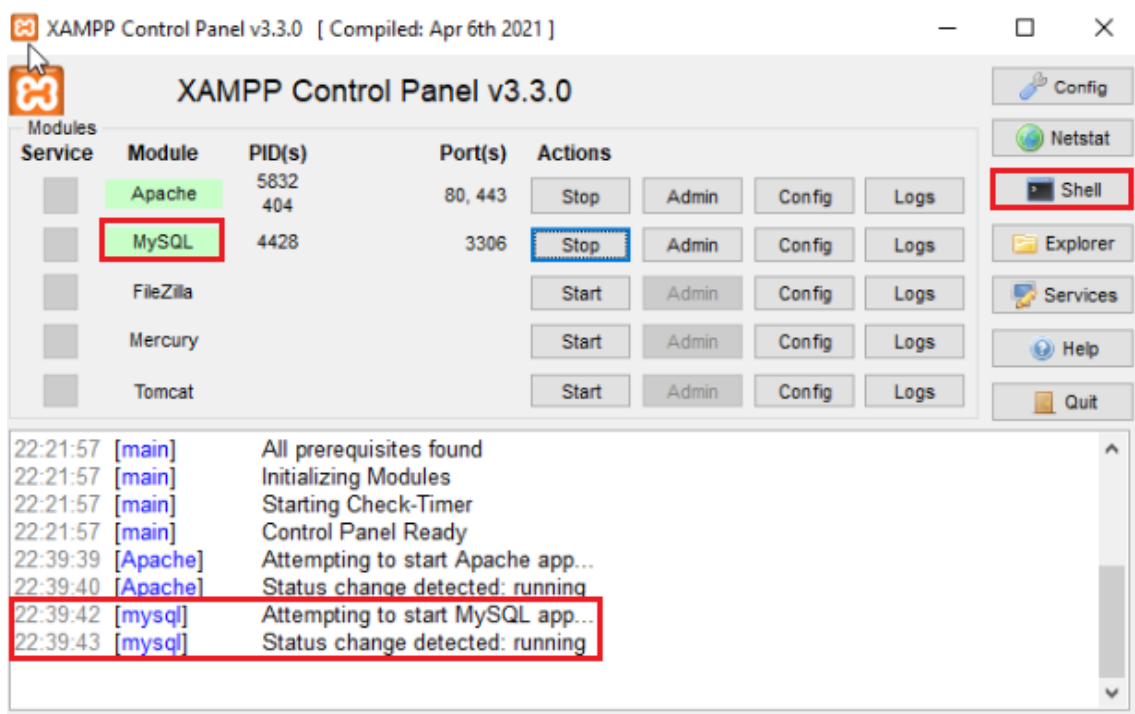 XAMPP Control Panel v3.3.0 [ Compiled: Apr 6th 2021 ]
XAMPP Control Panel v3.3.0
Config
Modules
Service Module PID(s) Port(s) Actions
Netstat
Apache 5832 404 80, 443 Stop Admin Config Logs
Shell
MySQL 4428 3306 Stop Admin Config Logs
Explorer
FileZilla Start Admin Config Logs
Services
Mercury Start Admin Config Logs
Help
Tomcat Start Admin Config Logs
Quit
22:21:57 [main] All prerequisites found
22:21:57 [main] Initializing Modules
22:21:57 [main] Starting Check-Timer
22:21:57 [main] Control Panel Ready
22:39:39 [Apache] Attempting to start Apache app...
22:39:40 [Apache] Status change detected: running
22:39:42 [mysql] Attempting to start MySQL app...
22:39:43 [mysql] Status change detected: running